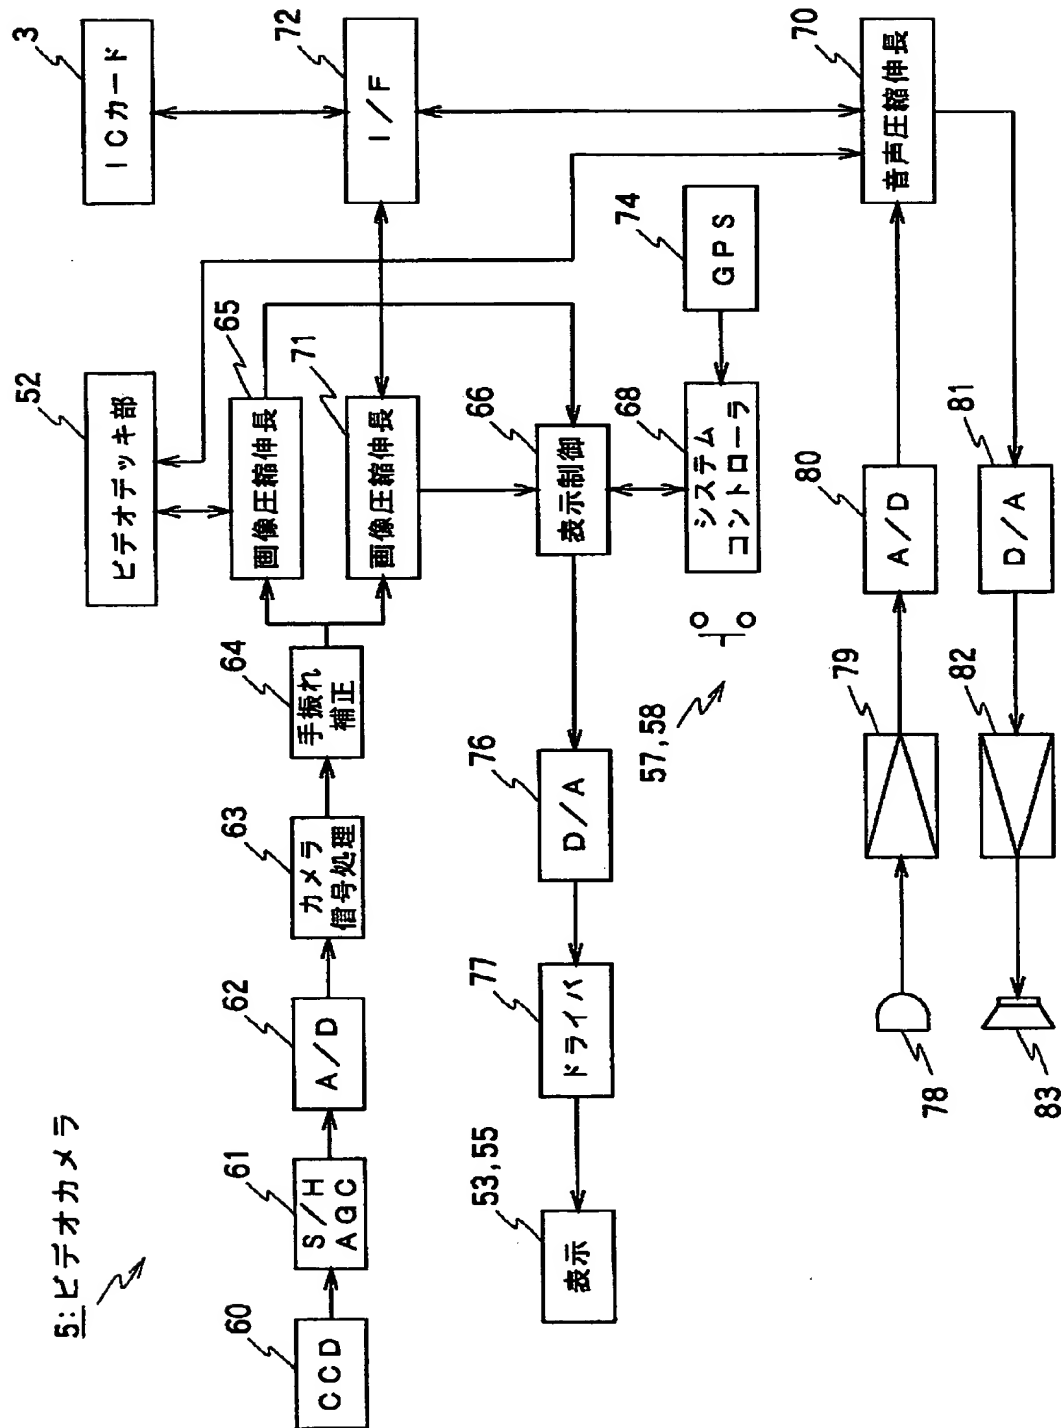 5:ビデオカメラ
60
CCD
61
S/H
AGC
62
A/D
63
カメラ
信号処理
64
手振れ
補正
52
ビデオデッキ部
65
画像圧縮伸長
71
画像圧縮伸長
3
ICカード
72
I/F
53,55
表示
77
ドライバ
76
D/A
66
表示制御
68
システム
コントローラ
74
GPS
57,58
70
音声圧縮伸長
78
79
80
A/D
81
D/A
82
83